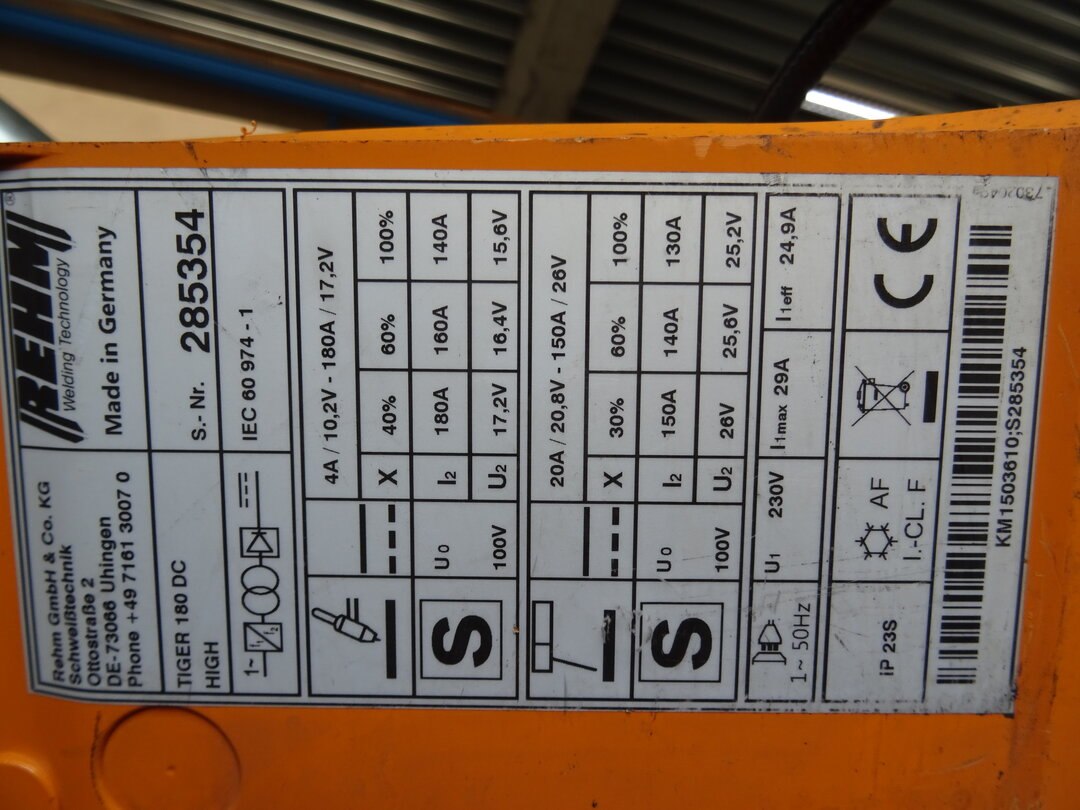 Rehm GmbH & Co. KG
Schweißtechnik
Ottostraße 2
DE-73066 Uhingen
Phone +49 7161 3007 0
REHM®
Welding Technology
Made in Germany
TIGER 180 DC
HIGH
S.- Nr. 285354
1~
IEC 60 974 - 1
4A / 10,2V - 180A / 17,2V
X 40% 60% 100%
S U0 I2 180A 160A 140A
100V U2 17,2V 16,4V 15,6V
20A / 20,8V - 150A / 26V
X 30% 60% 100%
S U0 I2 150A 140A 130A
100V U2 26V 25,6V 25,2V
1~ 50Hz U1 230V I1max 29A I1eff 24,9A
IP 23S
AF
I.-CL. F
CE
KM1503610;S285354